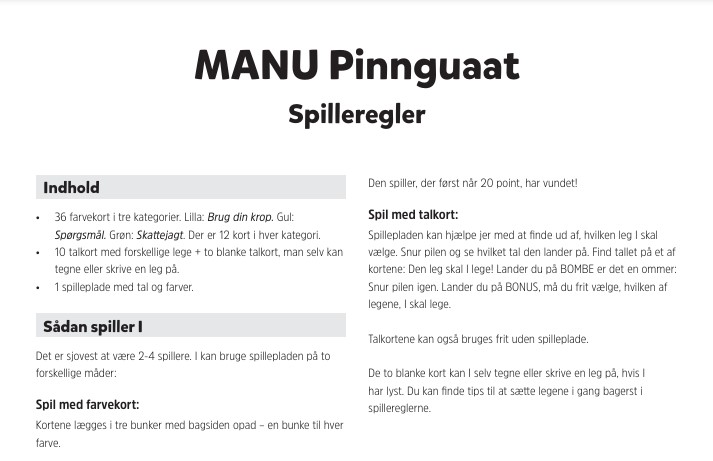 MANU Pinnguaat
Spilleregler
Indhold
• 36 farvekort i tre kategorier. Lilla: Brug din krop. Gul:
Spørgsmål. Grøn: Skattejagt. Der er 12 kort i hver kategori.
• 10 talkort med forskellige lege + to blanke talkort, man selv kan
tegne eller skrive en leg på.
• 1 spilleplade med tal og farver.
Sådan spiller I
Det er sjovest at være 2-4 spillere. I kan bruge spillepladen på to
forskellige måder:
Spil med farvekort:
Kortene lægges i tre bunker med bagsiden opad – en bunke til hver
farve.
Den spiller, der først når 20 point, har vundet!
Spil med talkort:
Spillepladen kan hjælpe jer med at finde ud af, hvilken leg I skal
vælge. Snur pilen og se hvilket tal den lander på. Find tallet på et af
kortene: Den leg skal I lege! Lander du på BOMBE er det en ommer:
Snur pilen igen. Lander du på BONUS, må du frit vælge, hvilken af
legene, I skal lege.
Talkortene kan også bruges frit uden spilleplade.
De to blanke kort kan I selv tegne eller skrive en leg på, hvis I
har lyst. Du kan finde tips til at sætte legene i gang bagerst i
spillereglerne.